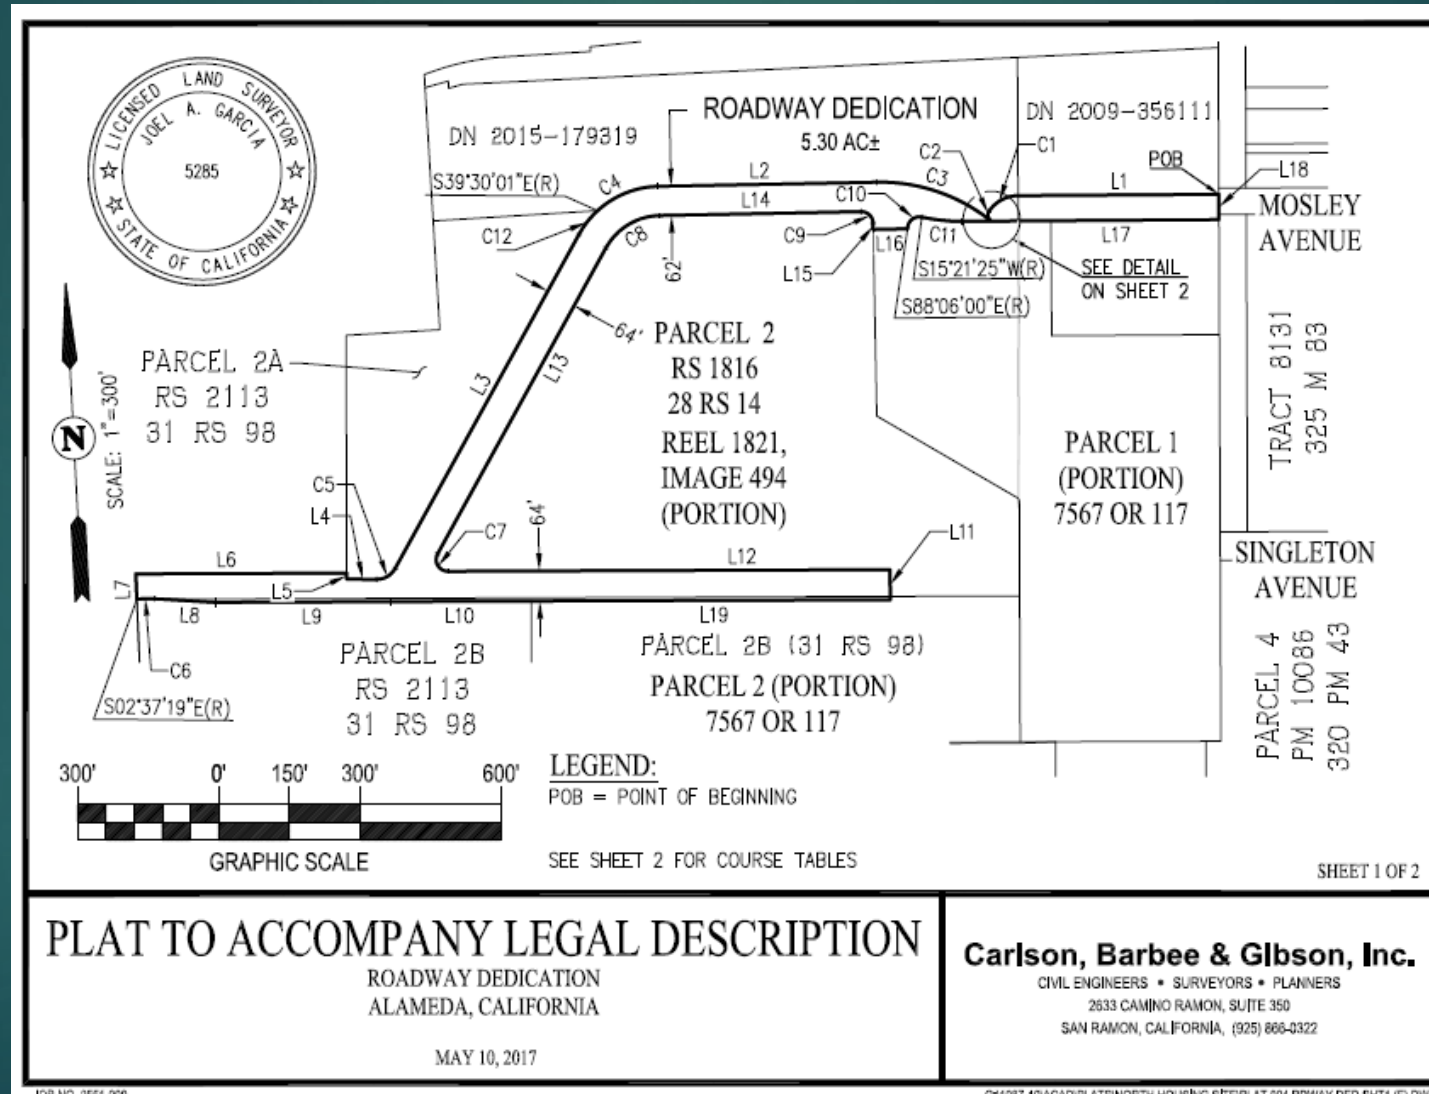 LICENSED LAND SURVEYOR
JOEL A. GARCIA
5285
STATE OF CALIFORNIA
DN 2015-179319
ROADWAY DEDICATION
5.30 AC±
DN 2009-356111
C2
C1
POB
L18
S39°30'01"E(R)
C4
L2
C3
L1
C10
L14
MOSLEY
AVENUE
C12
C8
C9
L16
C11
L17
62'
L15
S15°21'25"W(R)
SEE DETAIL
ON SHEET 2
S88°06'00"E(R)
64'
PARCEL 2
RS 1816
28 RS 14
REEL 1821,
IMAGE 494
(PORTION)
PARCEL 2A
RS 2113
31 RS 98
N
SCALE: 1"=300'
L3
L13
TRACT 8131
325 M 83
PARCEL 1
(PORTION)
7567 OR 117
C5
L4
C7
64'
L11
L6
L12
SINGLETON
AVENUE
L7
L5
L8
L9
L10
L19
C6
S02°37'19"E(R)
PARCEL 2B
RS 2113
31 RS 98
PARCEL 2B (31 RS 98)
PARCEL 2 (PORTION)
7567 OR 117
PARCEL 4
PM 10086
320 PM 43
300' 0' 150' 300' 600'
GRAPHIC SCALE
LEGEND:
POB = POINT OF BEGINNING
SEE SHEET 2 FOR COURSE TABLES
SHEET 1 OF 2
PLAT TO ACCOMPANY LEGAL DESCRIPTION
ROADWAY DEDICATION
ALAMEDA, CALIFORNIA
MAY 10, 2017
Carlson, Barbee & Gibson, Inc.
CIVIL ENGINEERS • SURVEYORS • PLANNERS
2633 CAMINO RAMON, SUITE 350
SAN RAMON, CALIFORNIA, (925) 866-0322